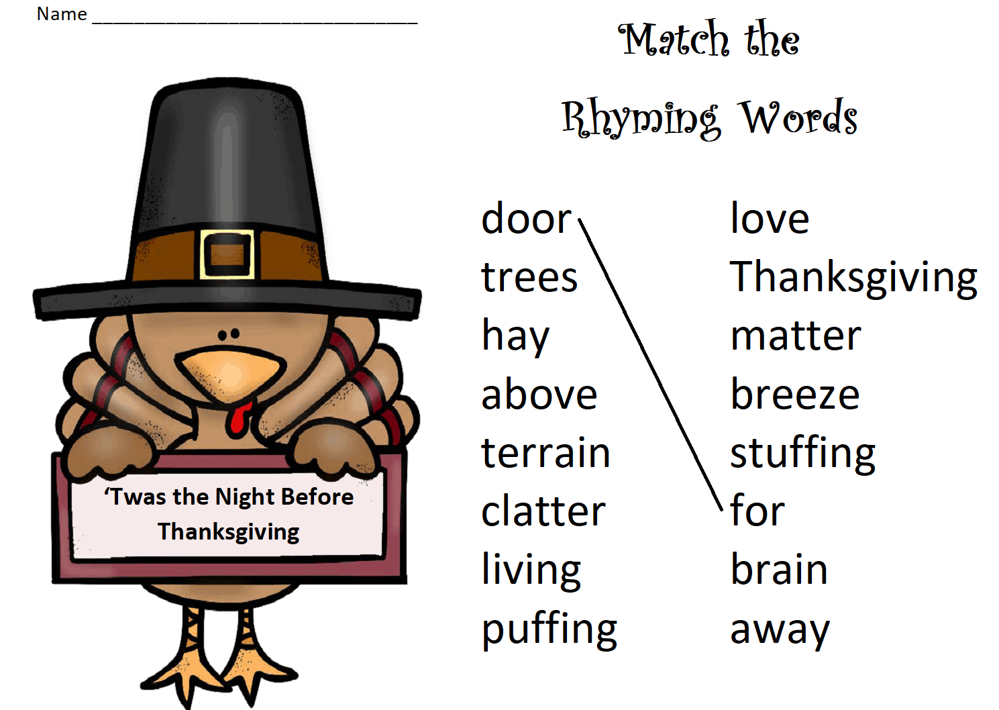 Name _______________________________
Match the
Rhyming Words
door love
trees Thanksgiving
hay matter
above breeze
terrain stuffing
clatter for
living brain
puffing away
‘Twas the Night Before
Thanksgiving